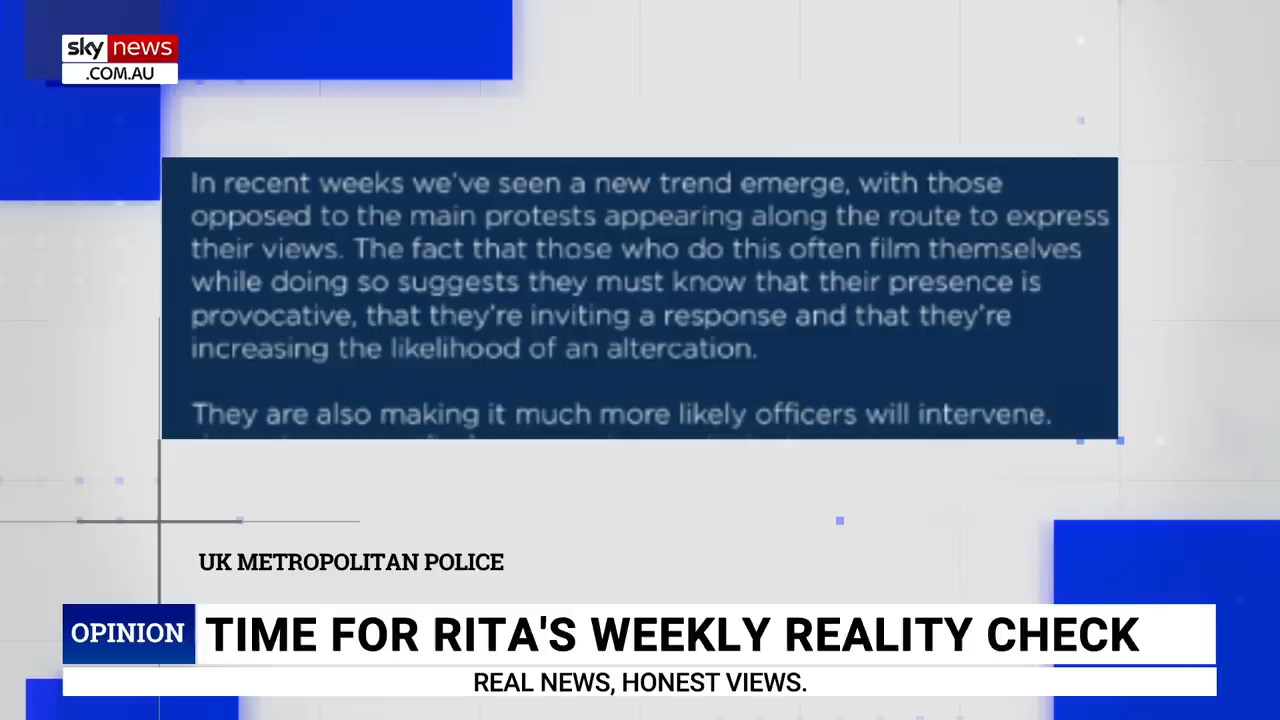 sky news
.COM.AU
In recent weeks we've seen a new trend emerge, with those
opposed to the main protests appearing along the route to express
their views. The fact that those who do this often film themselves
while doing so suggests they must know that their presence is
provocative, that they're inviting a response and that they're
increasing the likelihood of an altercation.
They are also making it much more likely officers will intervene.
UK METROPOLITAN POLICE
OPINION
TIME FOR RITA'S WEEKLY REALITY CHECK
REAL NEWS, HONEST VIEWS.